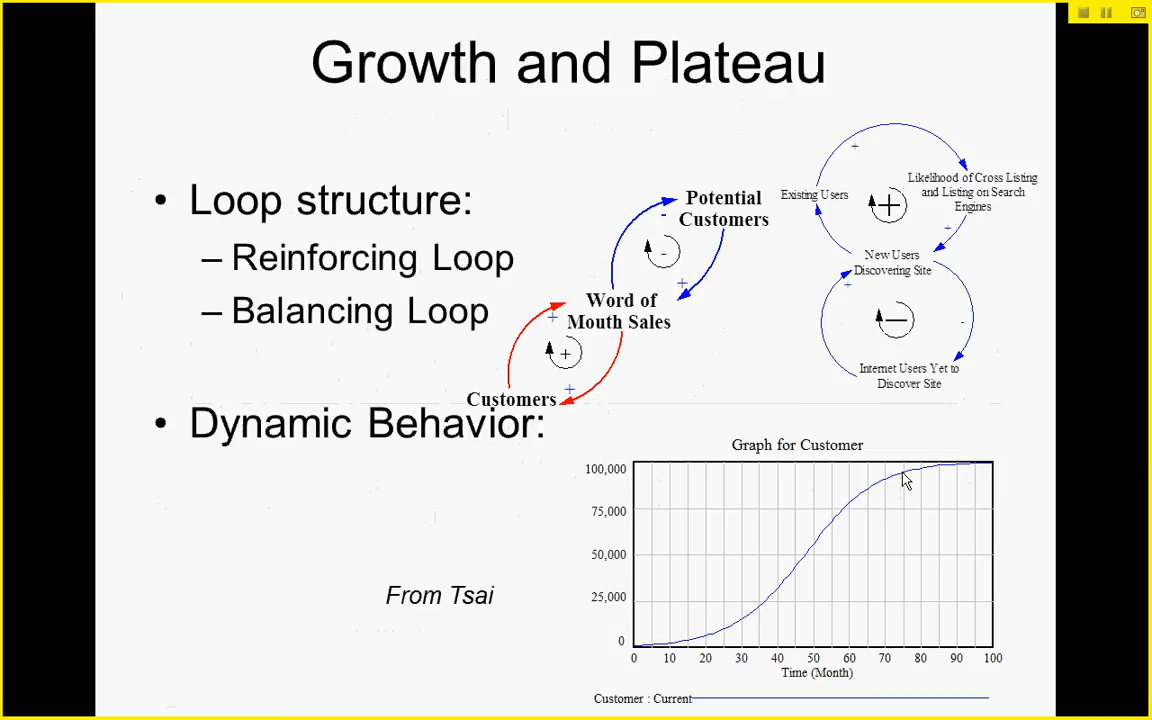 Growth and Plateau
• Loop structure:
– Reinforcing Loop
– Balancing Loop
• Dynamic Behavior:
From Tsai
Potential
Customers
-
-
+
Word of
Mouth Sales
+
+
+
Customers
+
Existing Users
Likelihood of Cross Listing
and Listing on Search
Engines
+
+
New Users
Discovering Site
+
-
—
Internet Users Yet to
Discover Site
Graph for Customer
100,000
75,000
50,000
25,000
0
0 10 20 30 40 50 60 70 80 90 100
Time (Month)
Customer : Current